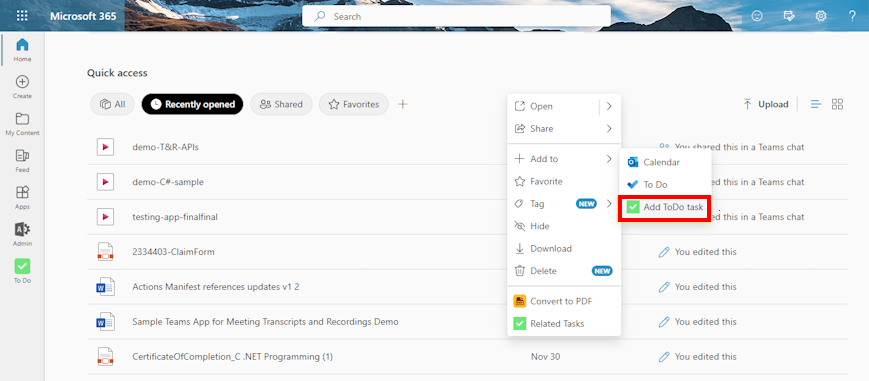 Microsoft 365
Search
Home
Create
My Content
Feed
Apps
Admin
To Do
Quick access
All
Recently opened
Shared
Favorites
Upload
demo-T&R-APIs
You shared this in a Teams chat
demo-C#-sample
ed this in a Teams chat
testing-app-finalfinal
ed this in a Teams chat
2334403-ClaimForm
You edited this
Actions Manifest references updates v1 2
You edited this
Sample Teams App for Meeting Transcripts and Recordings Demo
You edited this
CertificateOfCompletion_C .NET Programming (1)
Nov 30
You edited this
Open
Share
Add to
Favorite
Tag NEW
Hide
Download
Delete NEW
Convert to PDF
Related Tasks
Calendar
To Do
Add ToDo task